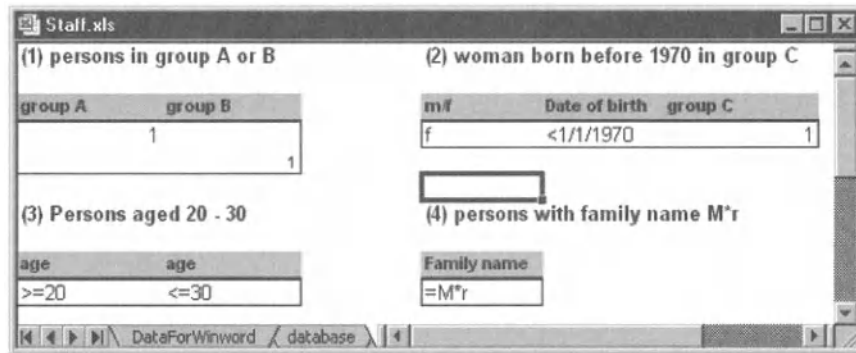 Staff.xls
(1) persons in group A or B
(2) woman born before 1970 in group C
group A group B
m/f Date of birth group C
1
f <1/1/1970 1
1
(3) Persons aged 20 - 30
(4) persons with family name M*r
age age
Family name
>=20 <=30
=M*r
DataForWinword database